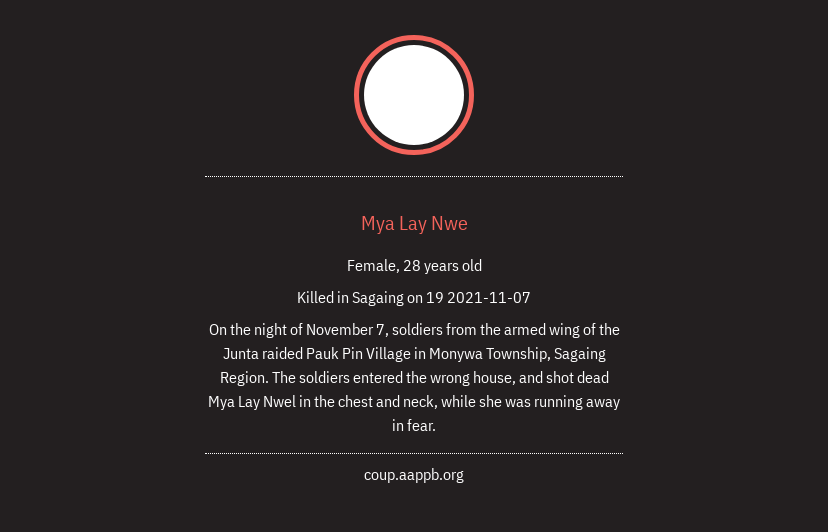 Mya Lay Nwe
Female, 28 years old
Killed in Sagaing on 19 2021-11-07
On the night of November 7, soldiers from the armed wing of the
Junta raided Pauk Pin Village in Monywa Township, Sagaing
Region. The soldiers entered the wrong house, and shot dead
Mya Lay Nwel in the chest and neck, while she was running away
in fear.
coup.aappb.org